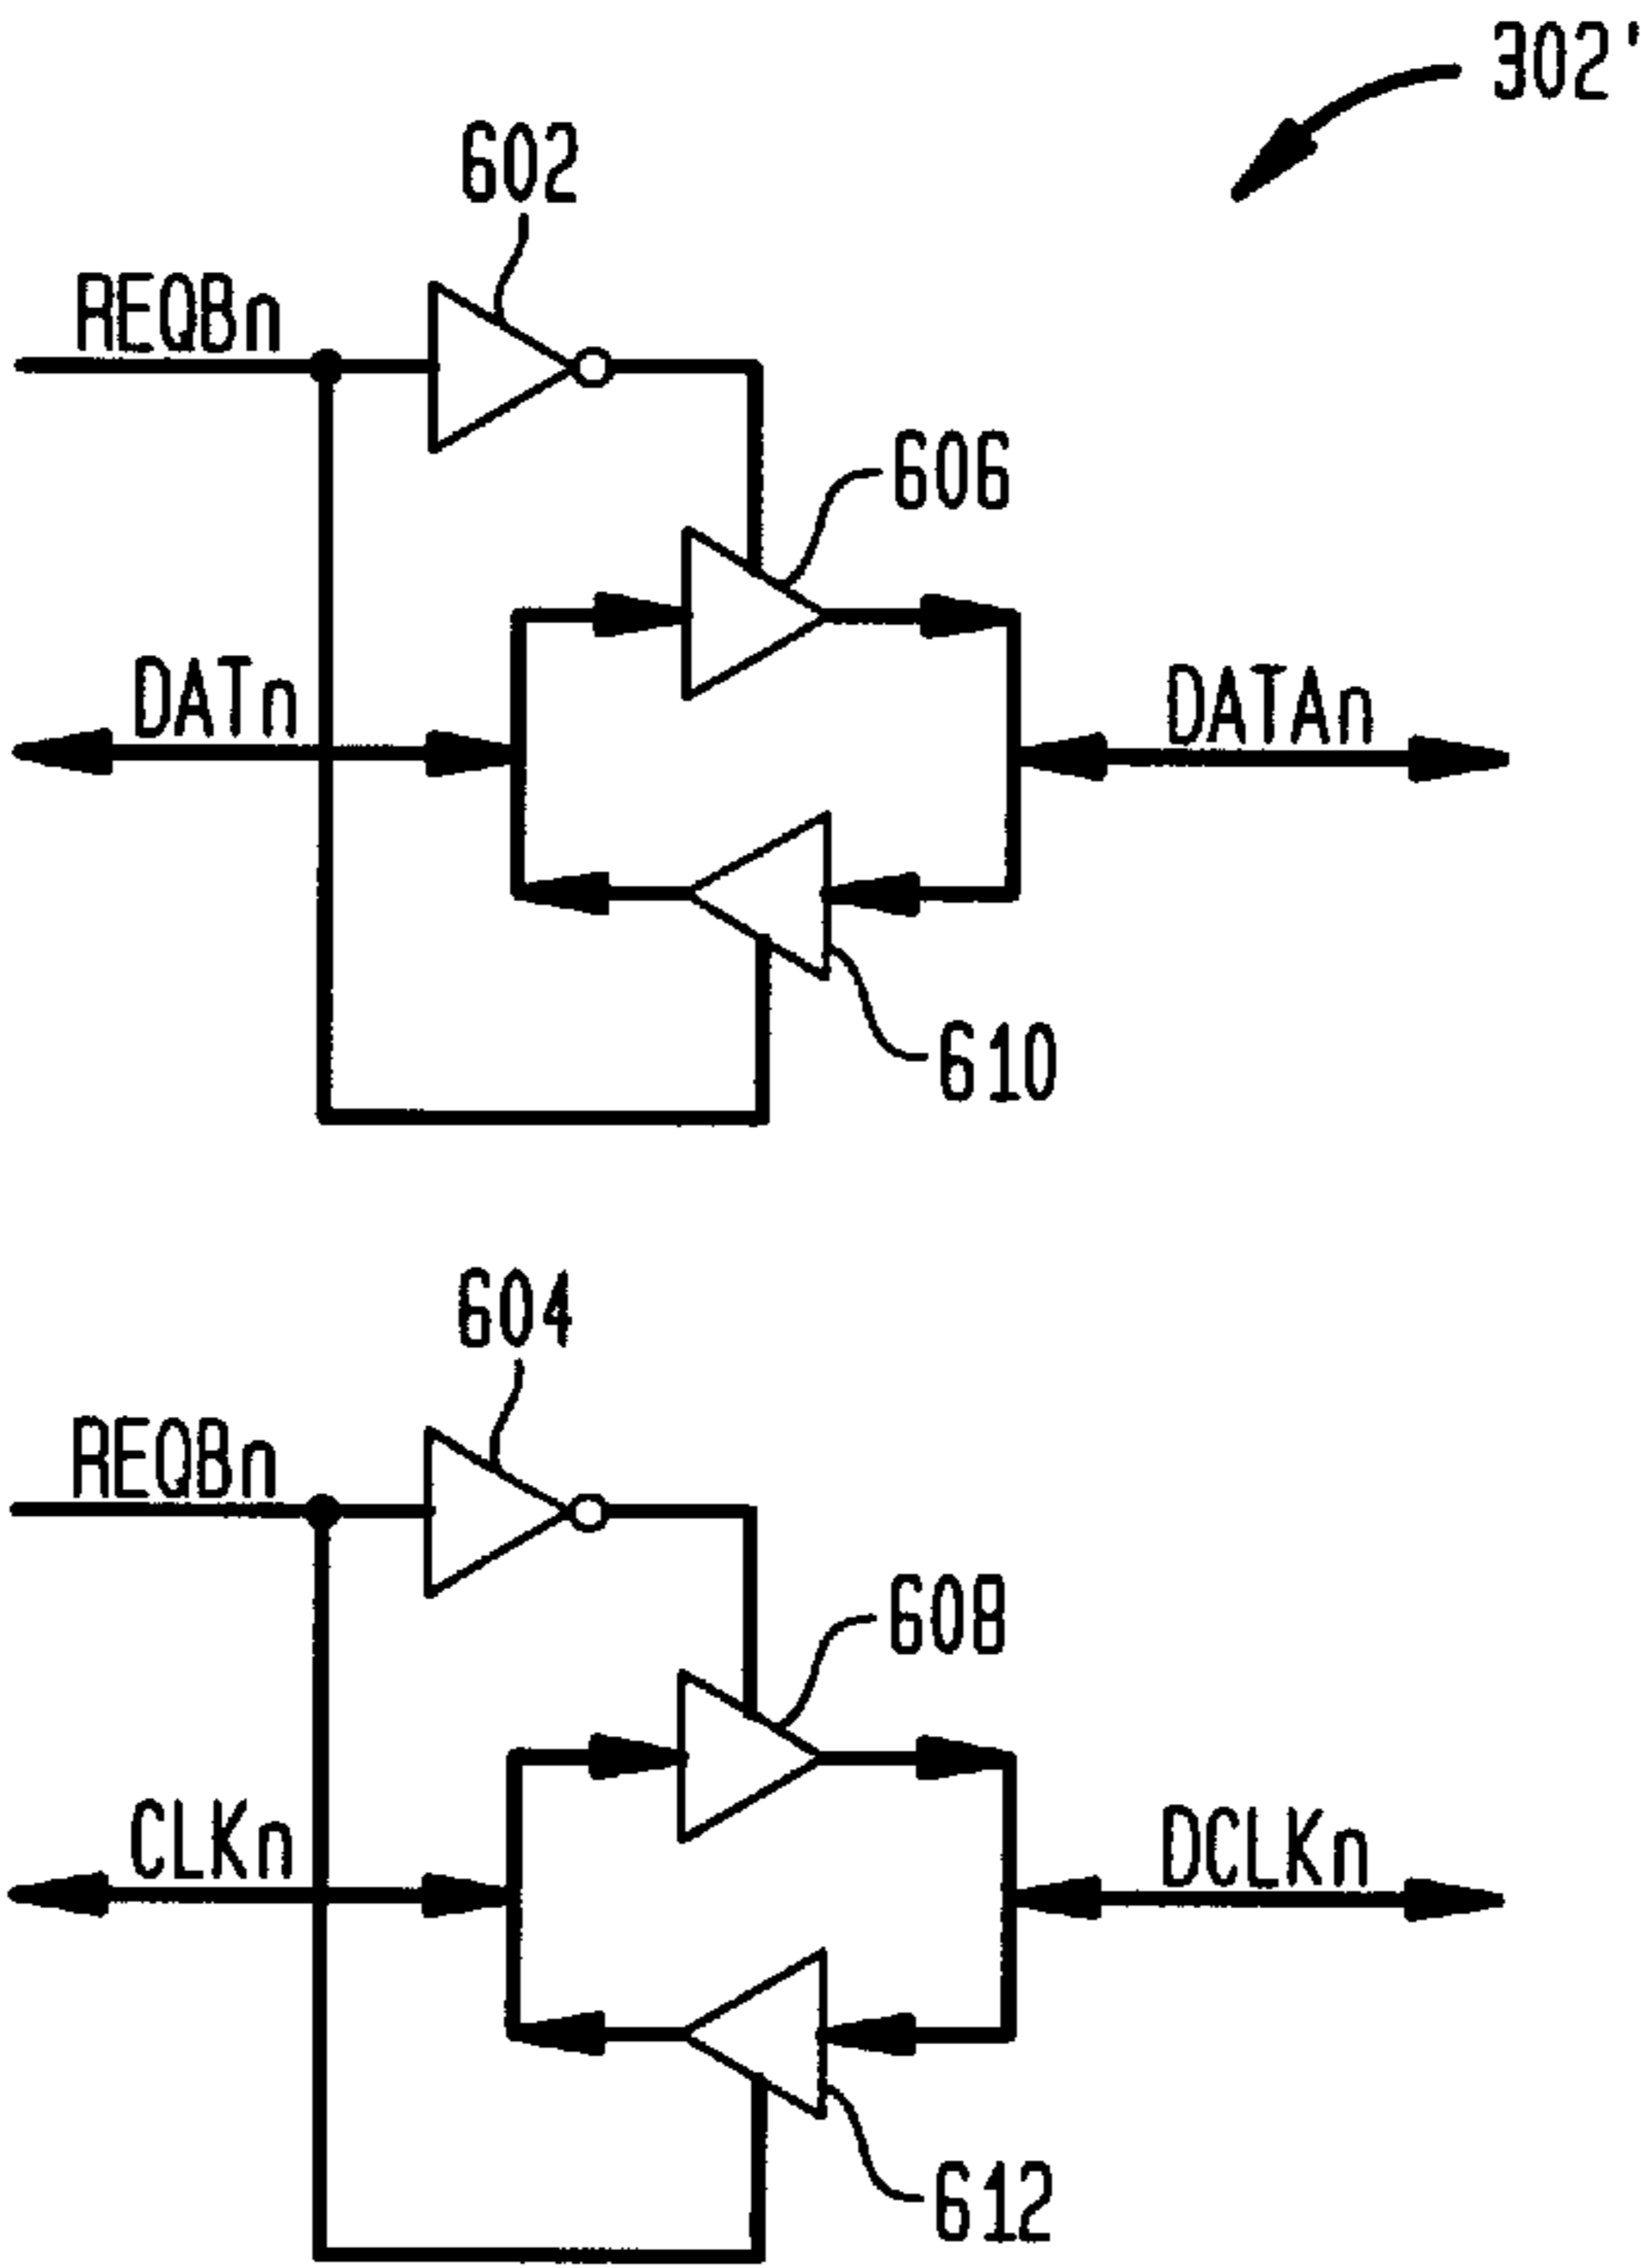 302'
602
REQBn
606
DATn
DATAn
610
604
REQBn
608
CLKn
DCLKn
612